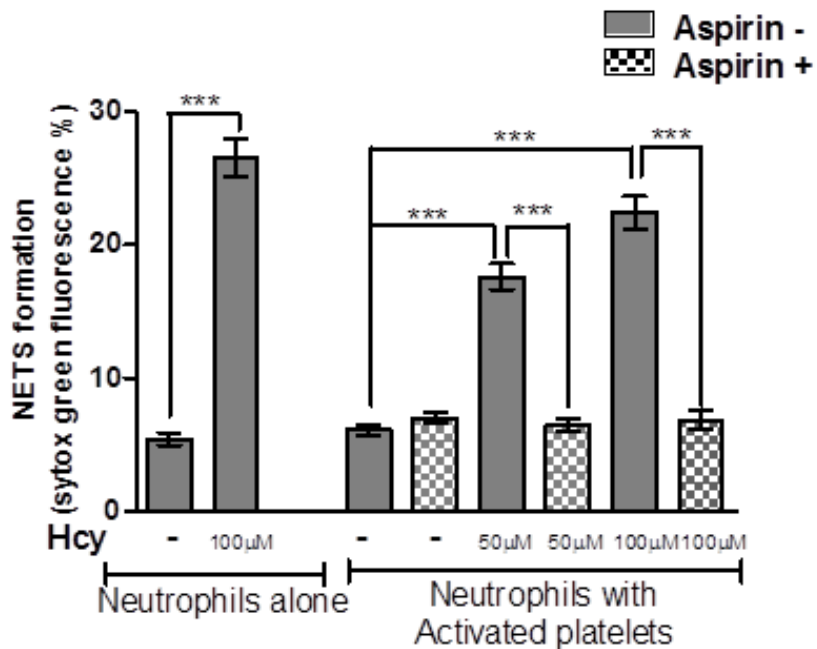 Aspirin -
Aspirin +
NETS formation
(sytox green fluorescence %)
30
20
10
0
***
***
***
***
***
Hcy - 100μM - - 50μM 50μM 100μM 100μM
Neutrophils alone
Neutrophils with
Activated platelets